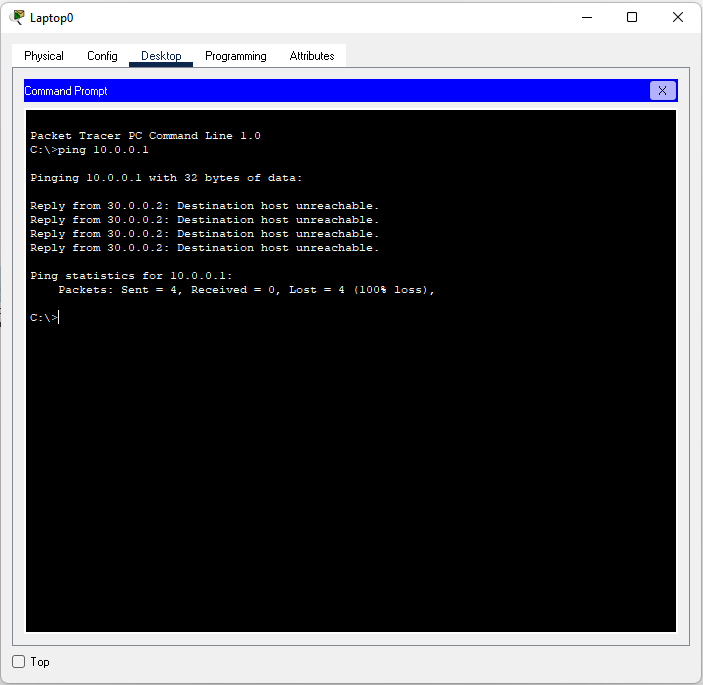 Laptop0
Physical Config Desktop Programming Attributes
Command Prompt X
Packet Tracer PC Command Line 1.0
C:\>ping 10.0.0.1
Pinging 10.0.0.1 with 32 bytes of data:
Reply from 30.0.0.2: Destination host unreachable.
Reply from 30.0.0.2: Destination host unreachable.
Reply from 30.0.0.2: Destination host unreachable.
Reply from 30.0.0.2: Destination host unreachable.
Ping statistics for 10.0.0.1:
Packets: Sent = 4, Received = 0, Lost = 4 (100% loss),
C:\>
Top